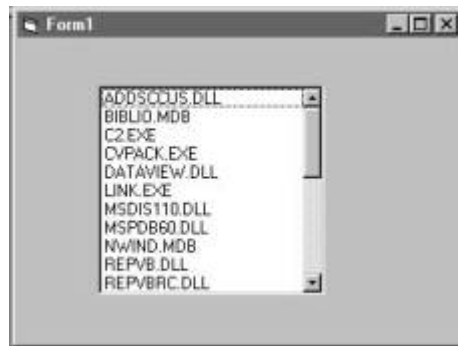 Form1
ADDSCCUS.DLL
BIBLIO.MDB
C2.EXE
CVPACK.EXE
DATAVIEW.DLL
LINK.EXE
MSDIS110.DLL
MSPDB60.DLL
NWIND.MDB
REPVB.DLL
REPVBRC.DLL